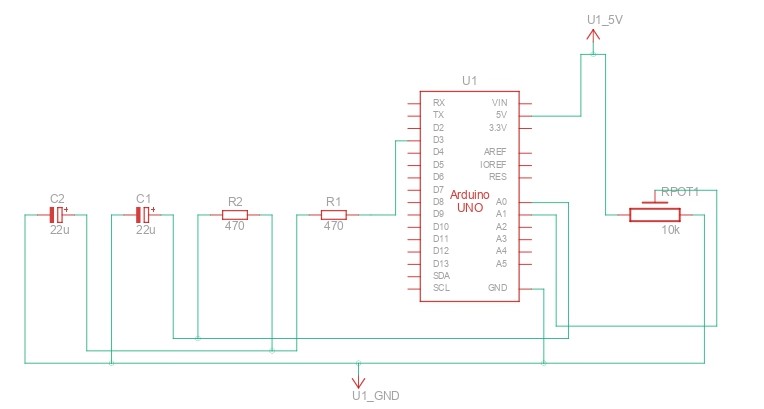 U1_5V
U1
RX VIN
TX 5V
D2 3.3V
D3
D4 AREF
D5 IOREF
D6 RES
D7
Arduino
UNO
D8 A0
D9 A1
D10 A2
D11 A3
D12 A4
D13 A5
SDA
SCL GND
C2
+
22u
C1
+
22u
R2
470
R1
470
RPOT1
10k
U1_GND